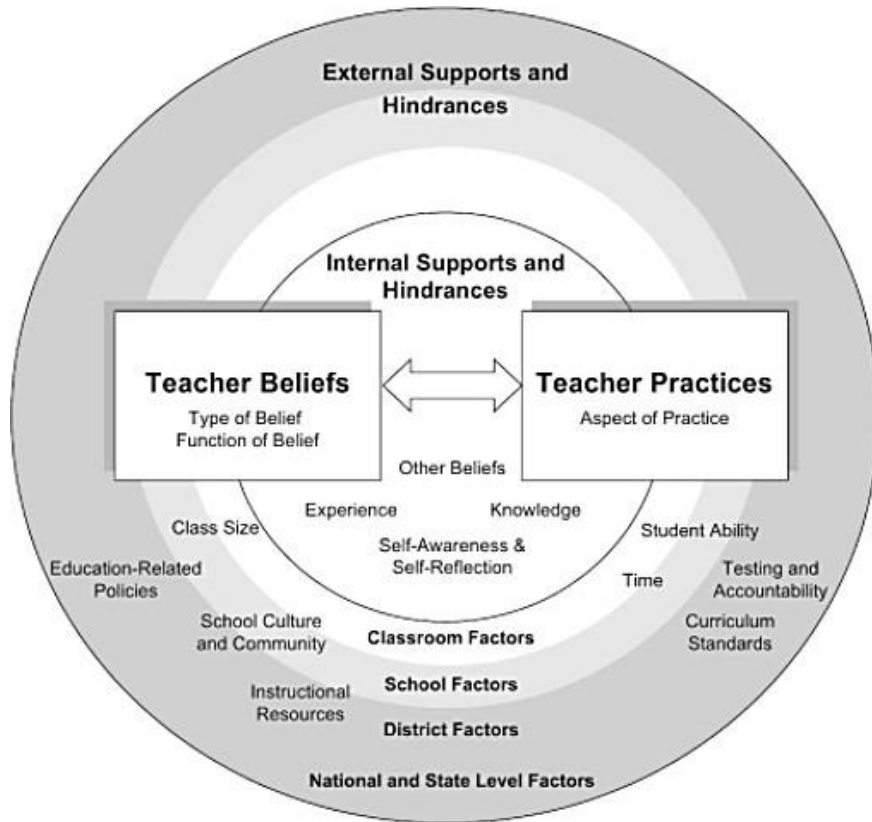 External Supports and
Hindrances
Internal Supports and
Hindrances
Teacher Beliefs
Type of Belief
Function of Belief
Teacher Practices
Aspect of Practice
Other Beliefs
Experience
Knowledge
Self-Awareness &
Self-Reflection
Class Size
Student Ability
Education-Related
Policies
Time
Testing and
Accountability
School Culture
and Community
Curriculum
Standards
Classroom Factors
School Factors
Instructional
Resources
District Factors
National and State Level Factors